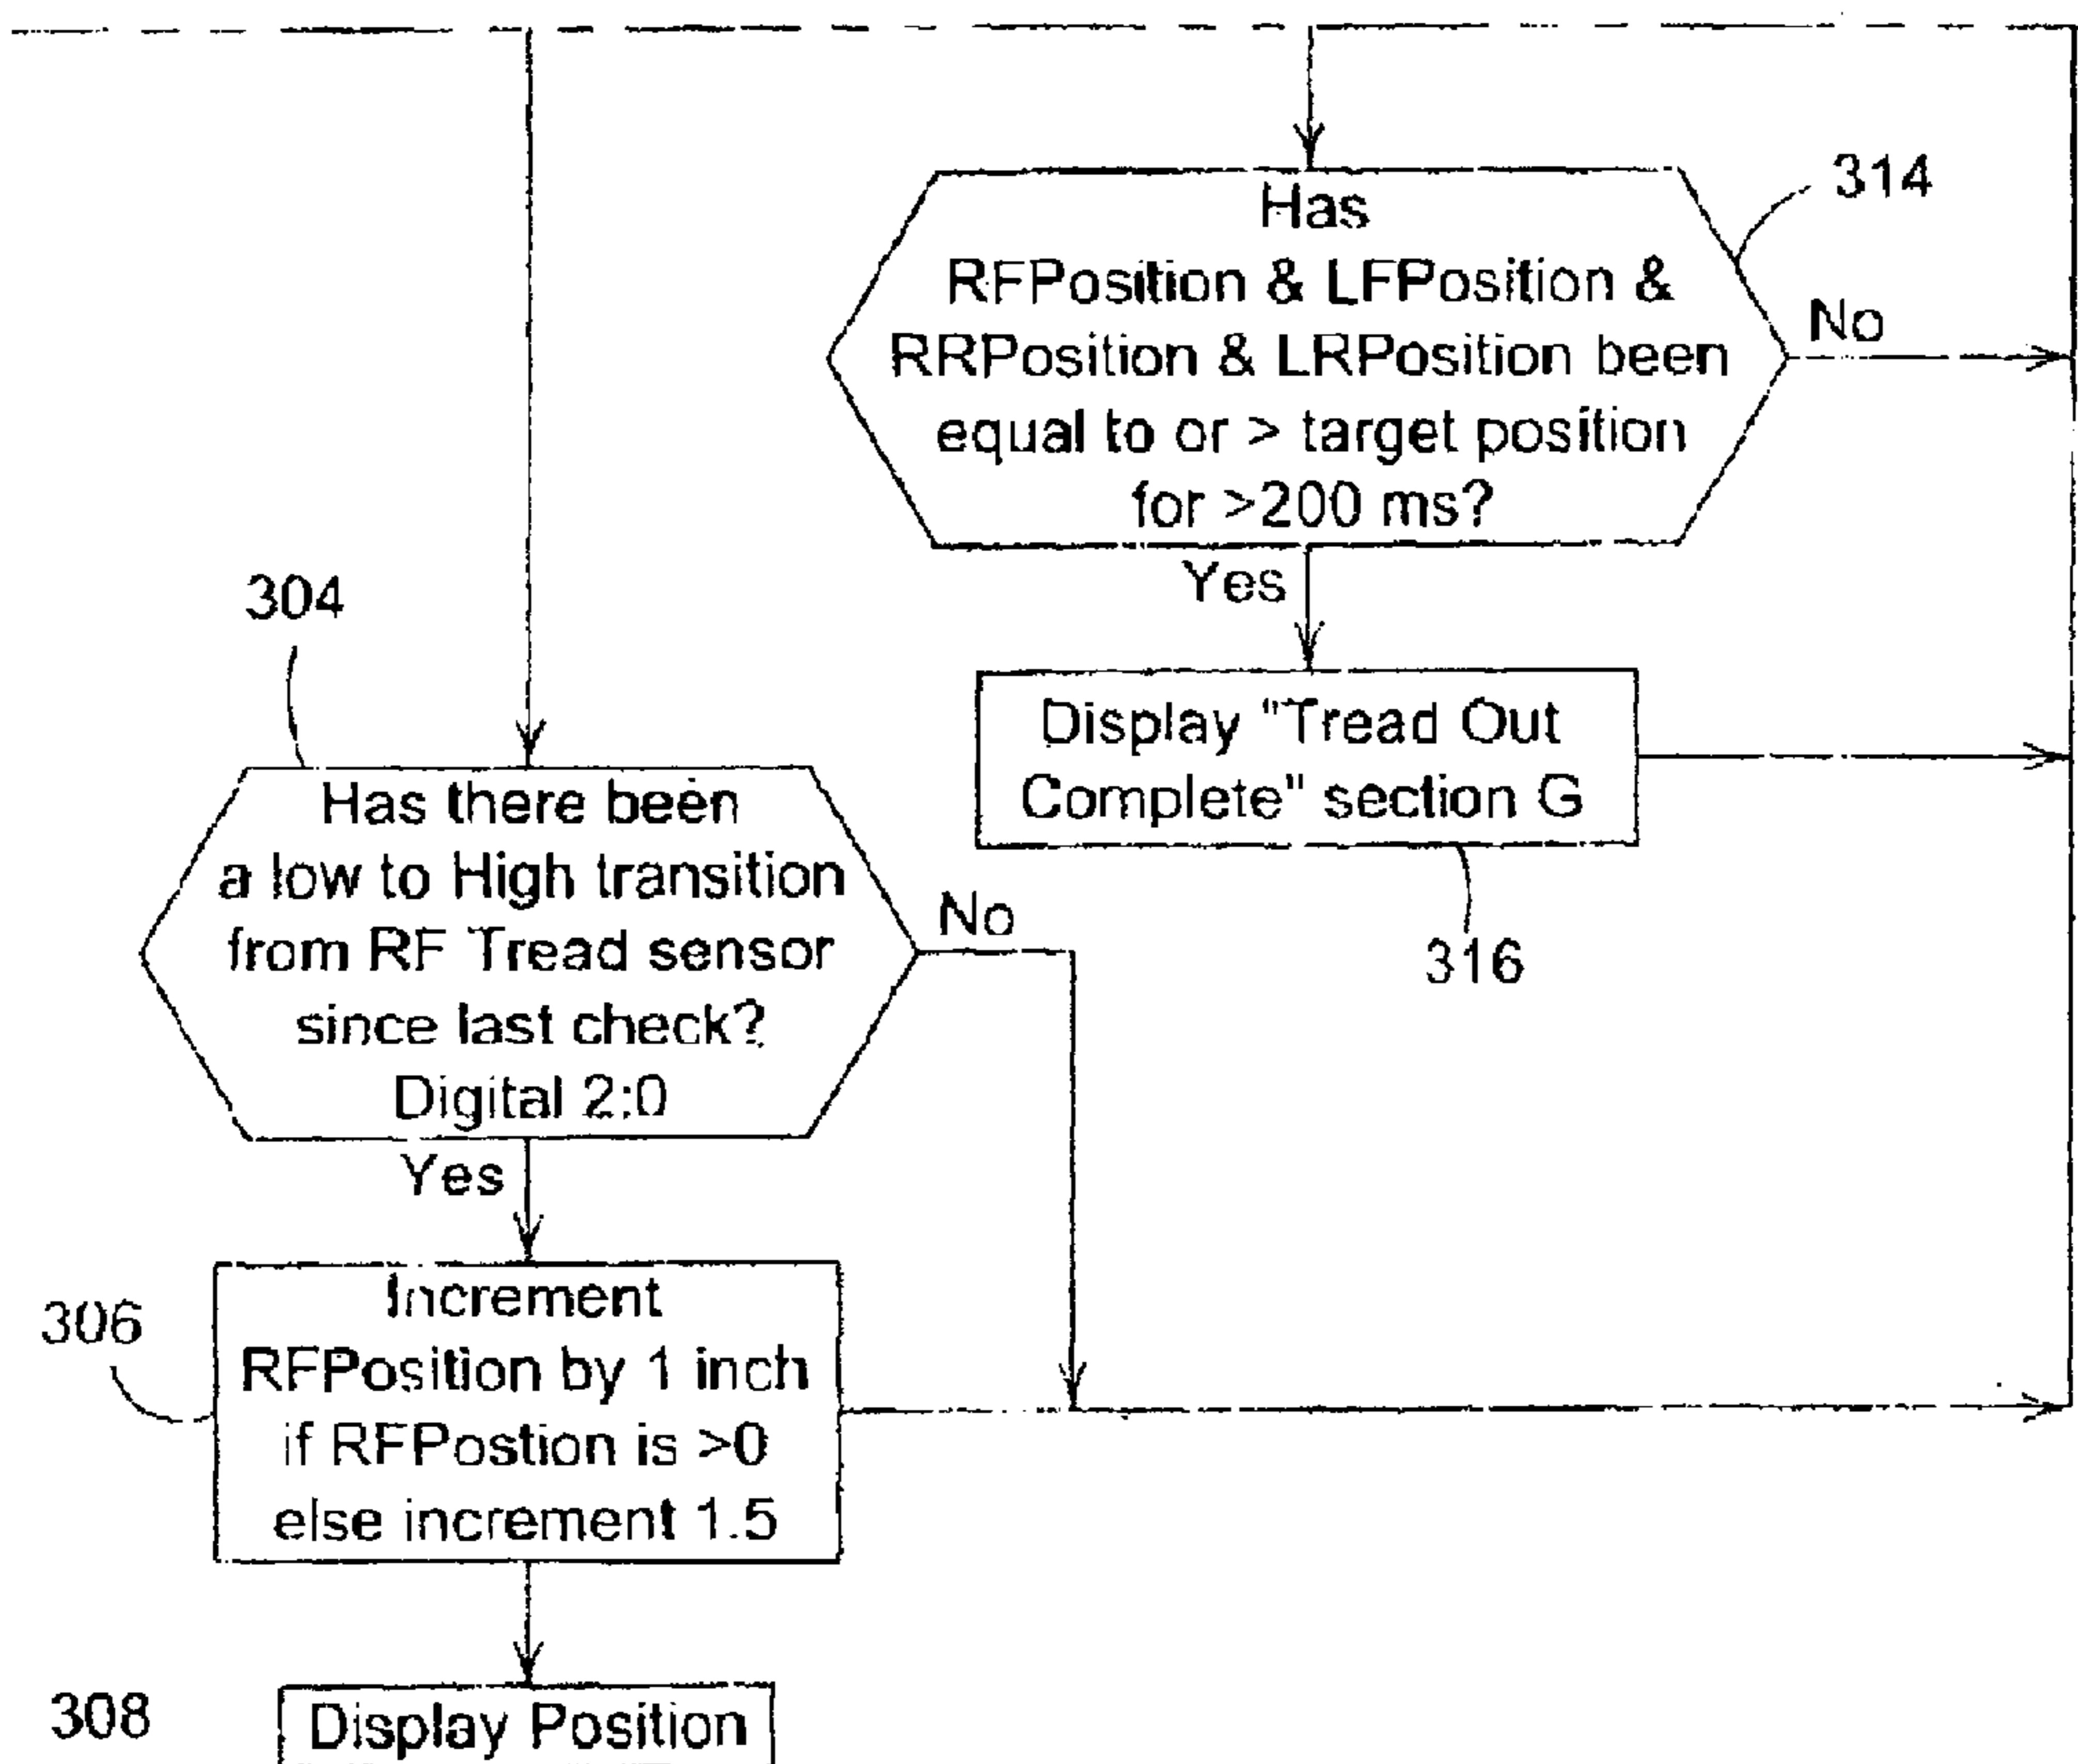 314
Has
RFPosition & LFPosition &
RRPosition & LRPosition been
equal to or > target position
for >200 ms?
No
Yes
Display "Tread Out
Complete" section G
316
304
Has there been
a low to High transition
from RF Tread sensor
since last check?
Digital 2:0
No
Yes
306
Increment
RFPosition by 1 inch
if RFPostion is >0
else increment 1.5
308
Display Position